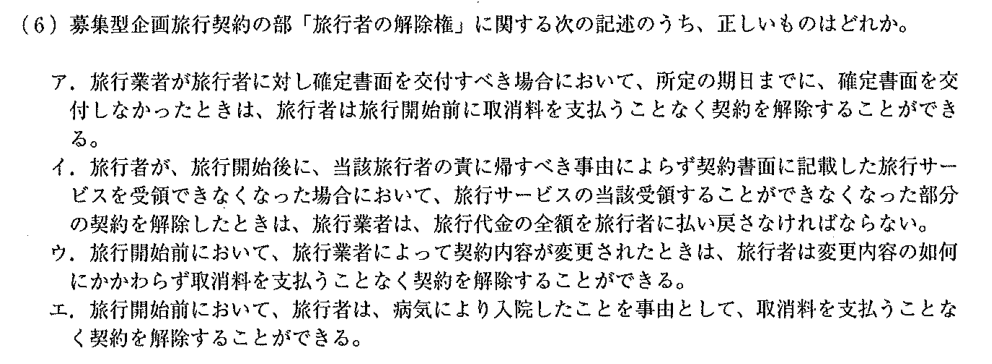 (6) 募集型企画旅行契約の部「旅行者の解除権」に関する次の記述のうち、正しいものはどれか。
ア．旅行業者が旅行者に対し確定書面を交付すべき場合において、所定の期日までに、確定書面を交
付しなかったときは、旅行者は旅行開始前に取消料を支払うことなく契約を解除することができ
る。
イ．旅行者が、旅行開始後に、当該旅行者の責に帰すべき事由によらず契約書面に記載した旅行サー
ビスを受領できなくなった場合において、旅行サービスの当該受領することができなくなった部分
の契約を解除したときは、旅行業者は、旅行代金の全額を旅行者に払い戻さなければならない。
ウ．旅行開始前において、旅行業者によって契約内容が変更されたときは、旅行者は変更内容の如何
にかかわらず取消料を支払うことなく契約を解除することができる。
エ．旅行開始前において、旅行者は、病気により入院したことを事由として、取消料を支払うことな
く契約を解除することができる。